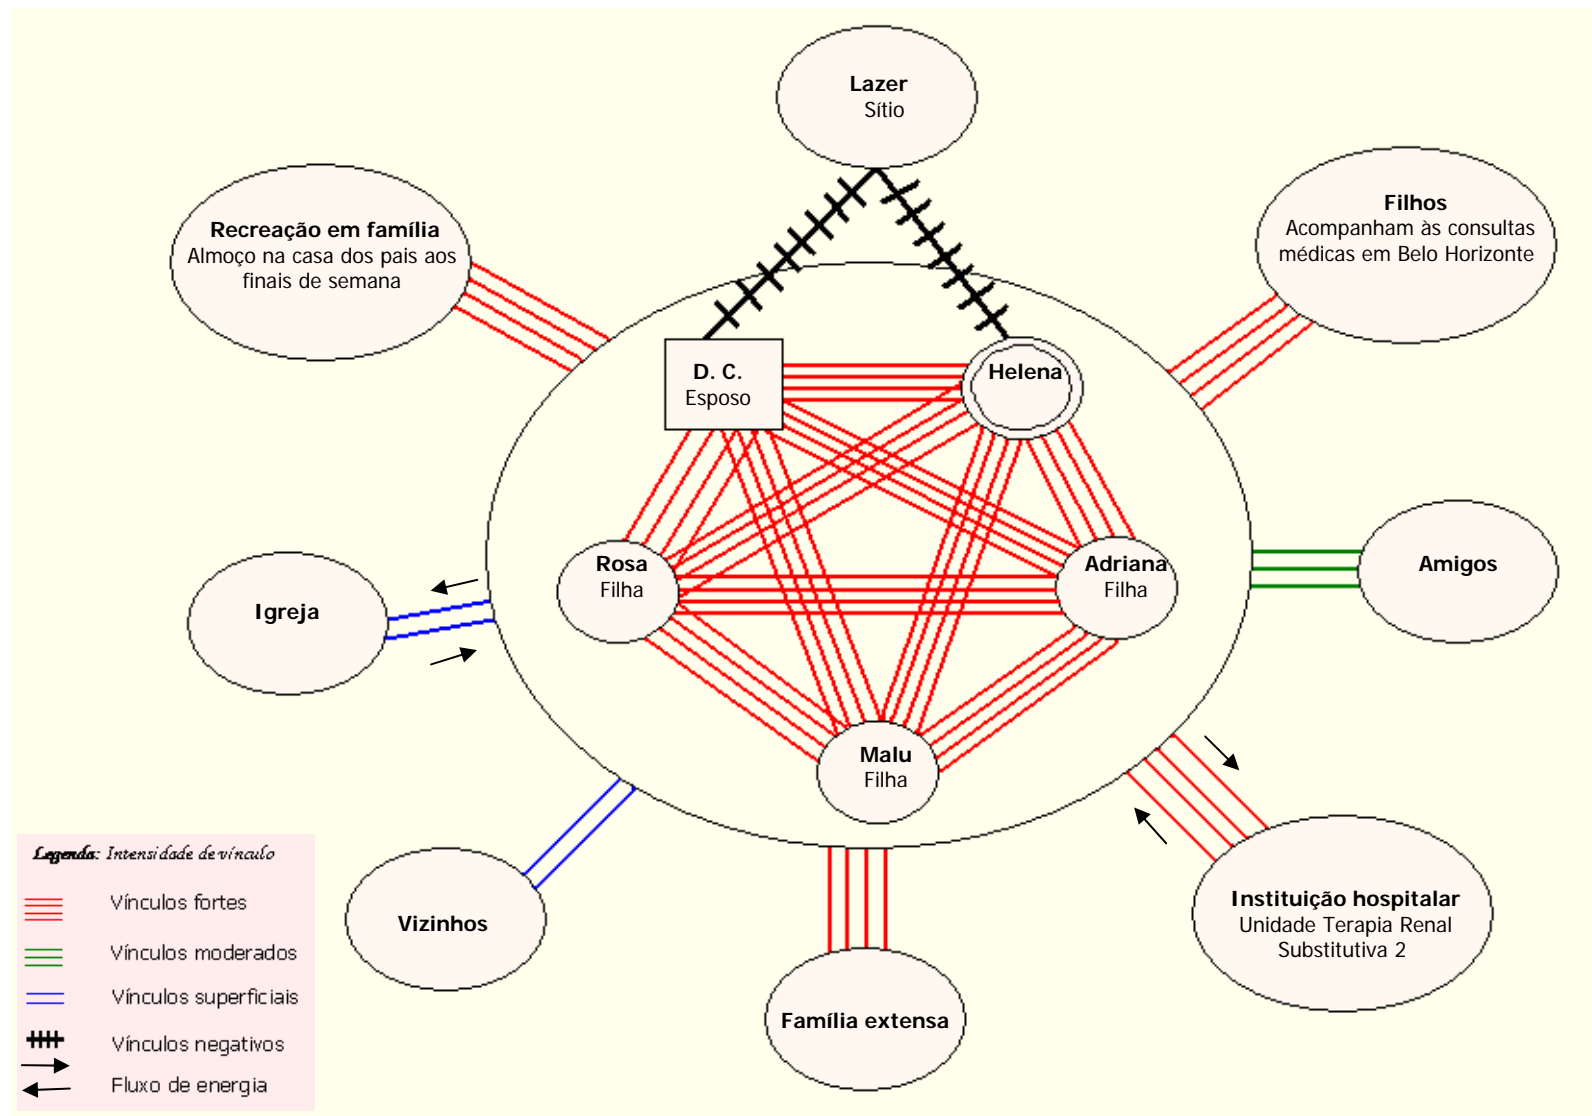 Lazer
Sítio
Recreação em família
Almoço na casa dos pais aos
finais de semana
Filhos
Acompanham às consultas
médicas em Belo Horizonte
D. C.
Esposo
Helena
Rosa
Filha
Adriana
Filha
Amigos
Igreja
Malu
Filha
Vizinhos
Família extensa
Instituição hospitalar
Unidade Terapia Renal
Substitutiva 2
Legenda: Intensidade de vínculo
Vínculos fortes
Vínculos moderados
Vínculos superficiais
Vínculos negativos
Fluxo de energia